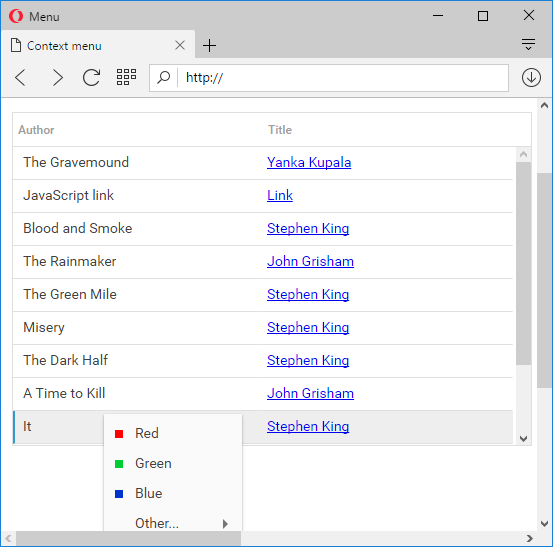 Menu
Context menu
http://
Author Title
The Gravemound Yanka Kupala
JavaScript link Link
Blood and Smoke Stephen King
The Rainmaker John Grisham
The Green Mile Stephen King
Misery Stephen King
The Dark Half Stephen King
A Time to Kill John Grisham
It Stephen King
Red
Green
Blue
Other...